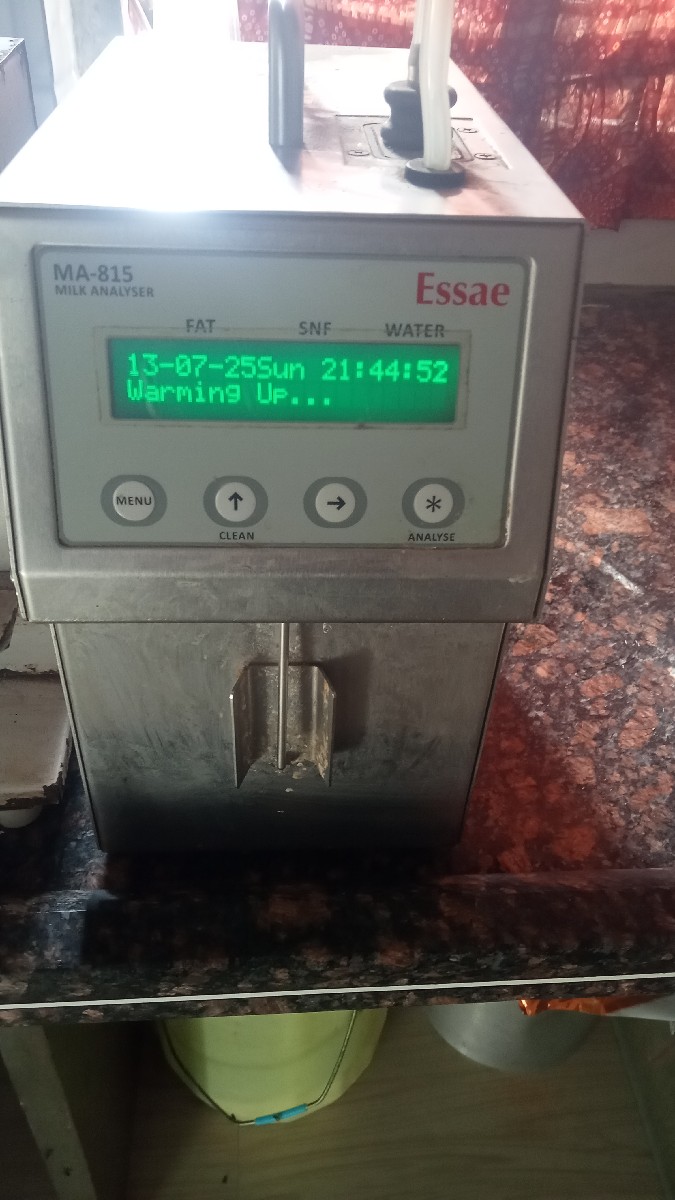 MA-815
MILK ANALYSER
Essae
FAT SNF WATER
13-07-25Sun 21:44:52
Warming Up...
MENU ↑ → *
CLEAN ANALYSE